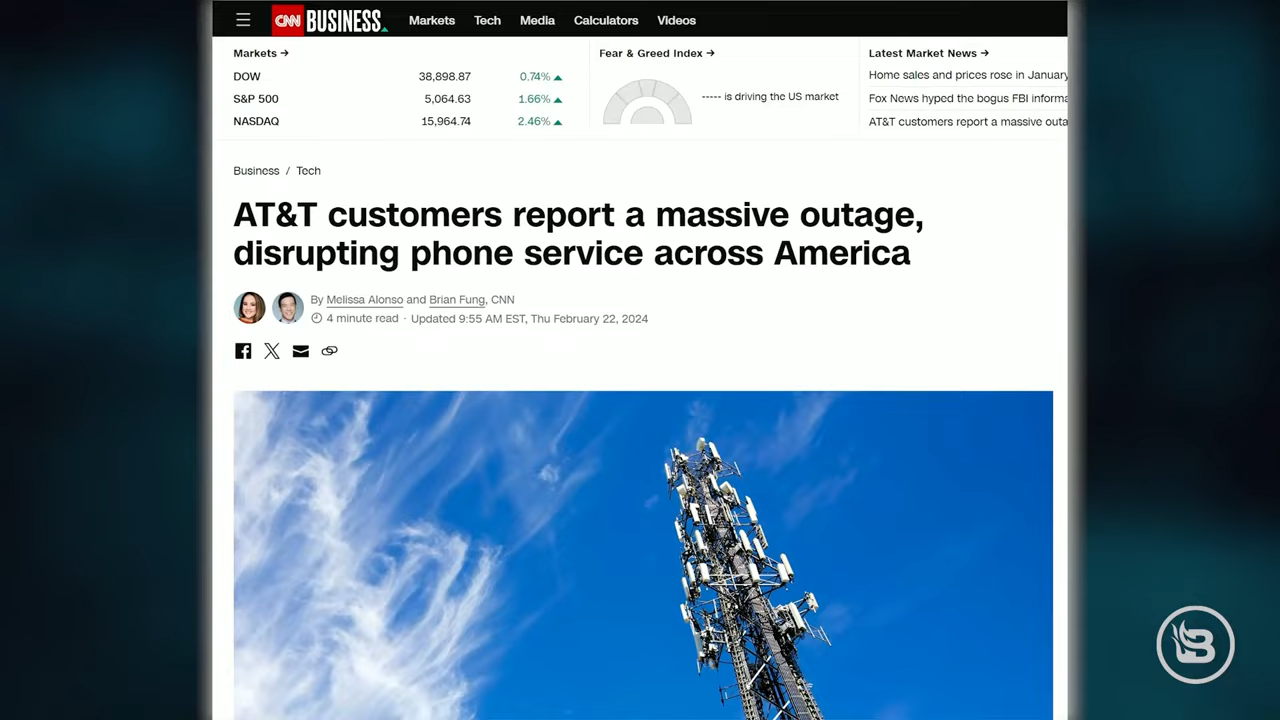 CNN BUSINESS Markets Tech Media Calculators Videos
Markets →
DOW 38,898.87 0.74%
S&P 500 5,064.63 1.66%
NASDAQ 15,964.74 2.46%
Fear & Greed Index →
----- is driving the US market
Latest Market News →
Home sales and prices rose in January
Fox News hyped the bogus FBI informa
AT&T customers report a massive outa
Business / Tech
AT&T customers report a massive outage,
disrupting phone service across America
By Melissa Alonso and Brian Fung, CNN
4 minute read · Updated 9:55 AM EST, Thu February 22, 2024
B